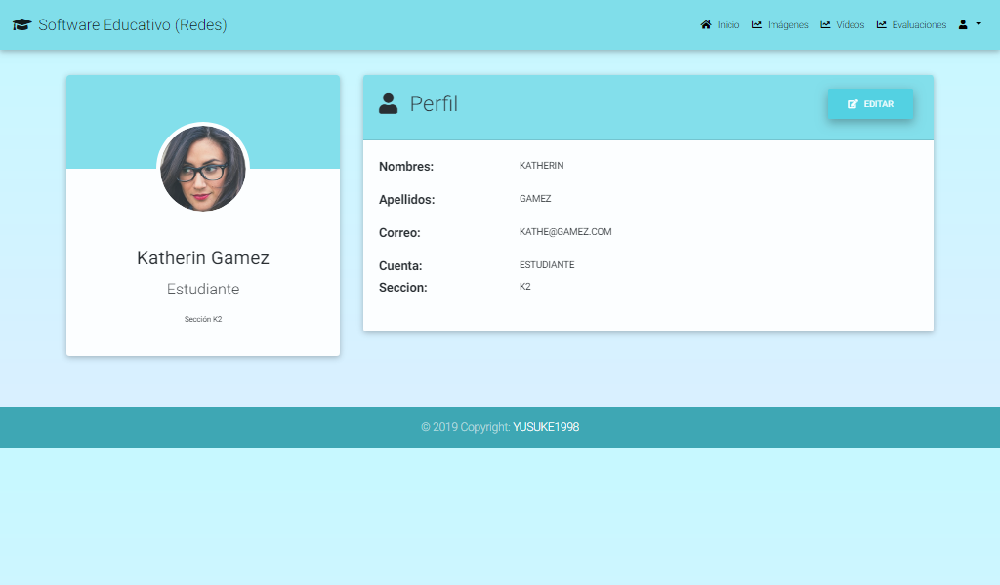 Software Educativo (Redes)
Inicio
Imágenes
Vídeos
Evaluaciones
Katherin Gamez
Estudiante
Sección K2
Perfil
EDITAR
Nombres: KATHERIN
Apellidos: GAMEZ
Correo: KATHE@GAMEZ.COM
Cuenta: ESTUDIANTE
Seccion: K2
© 2019 Copyright: YUSUKE1998